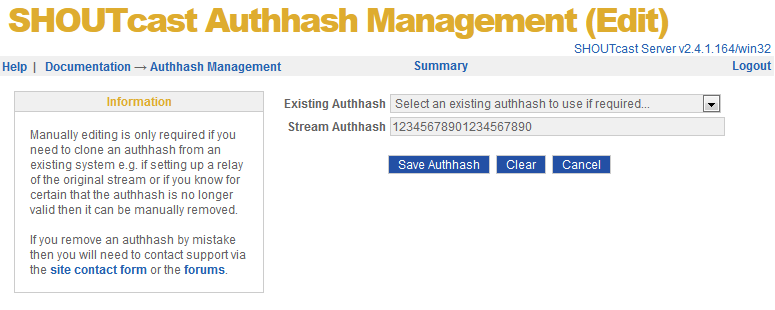 SHOUTcast Authhash Management (Edit)
SHOUTcast Server v2.4.1.164/win32
Help | Documentation → Authhash Management Summary Logout
Information
Manually editing is only required if you
need to clone an authhash from an
existing system e.g. if setting up a relay
of the original stream or if you know for
certain that the authhash is no longer
valid then it can be manually removed.
If you remove an authhash by mistake
then you will need to contact support via
the site contact form or the forums.
Existing Authhash Select an existing authhash to use if required...
Stream Authhash 12345678901234567890
Save Authhash Clear Cancel